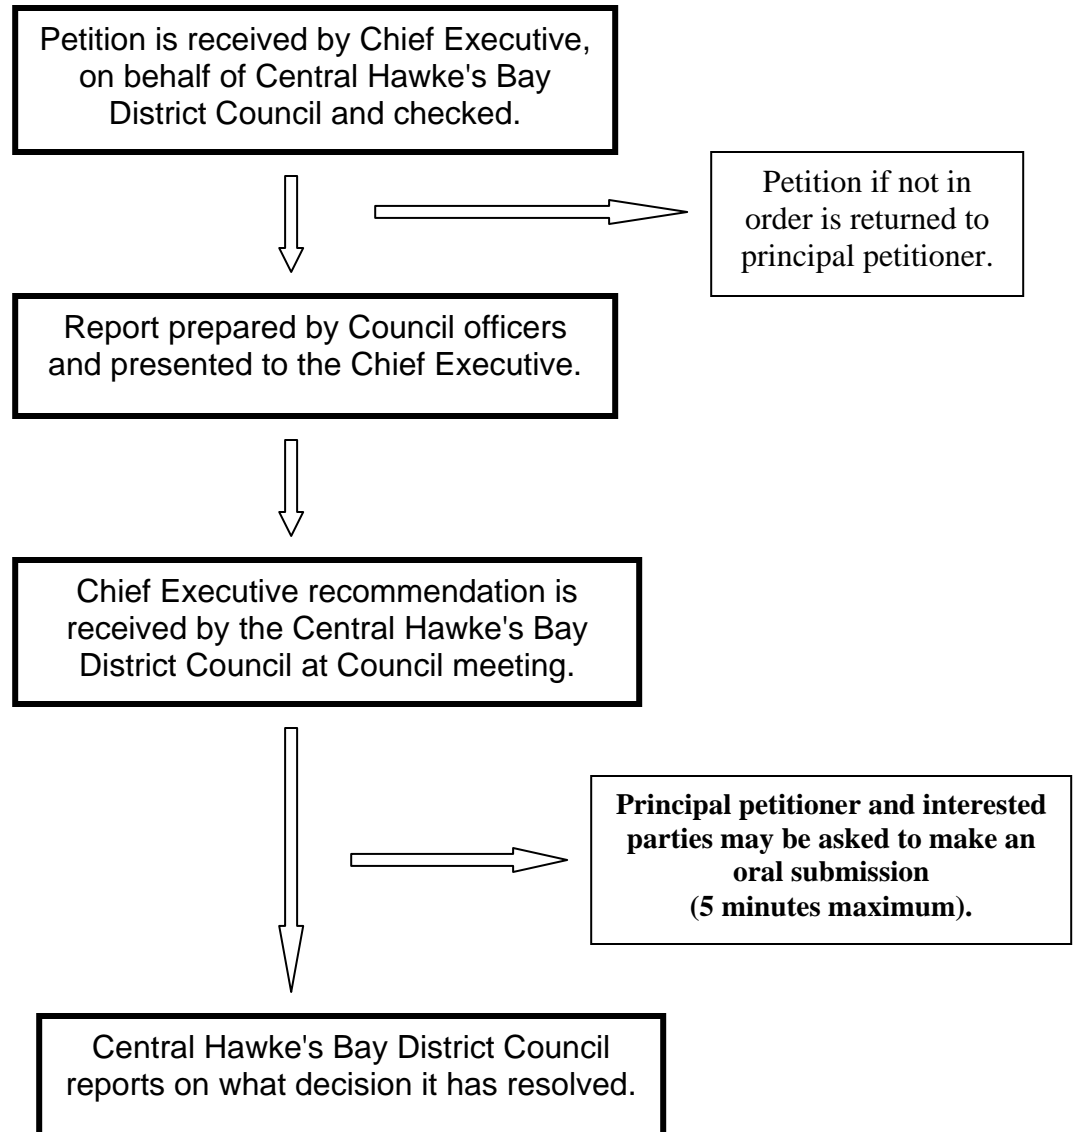 Petition is received by Chief Executive,
on behalf of Central Hawke's Bay
District Council and checked.
Petition if not in
order is returned to
principal petitioner.
Report prepared by Council officers
and presented to the Chief Executive.
Chief Executive recommendation is
received by the Central Hawke's Bay
District Council at Council meeting.
Principal petitioner and interested
parties may be asked to make an
oral submission
(5 minutes maximum).
Central Hawke's Bay District Council
reports on what decision it has resolved.